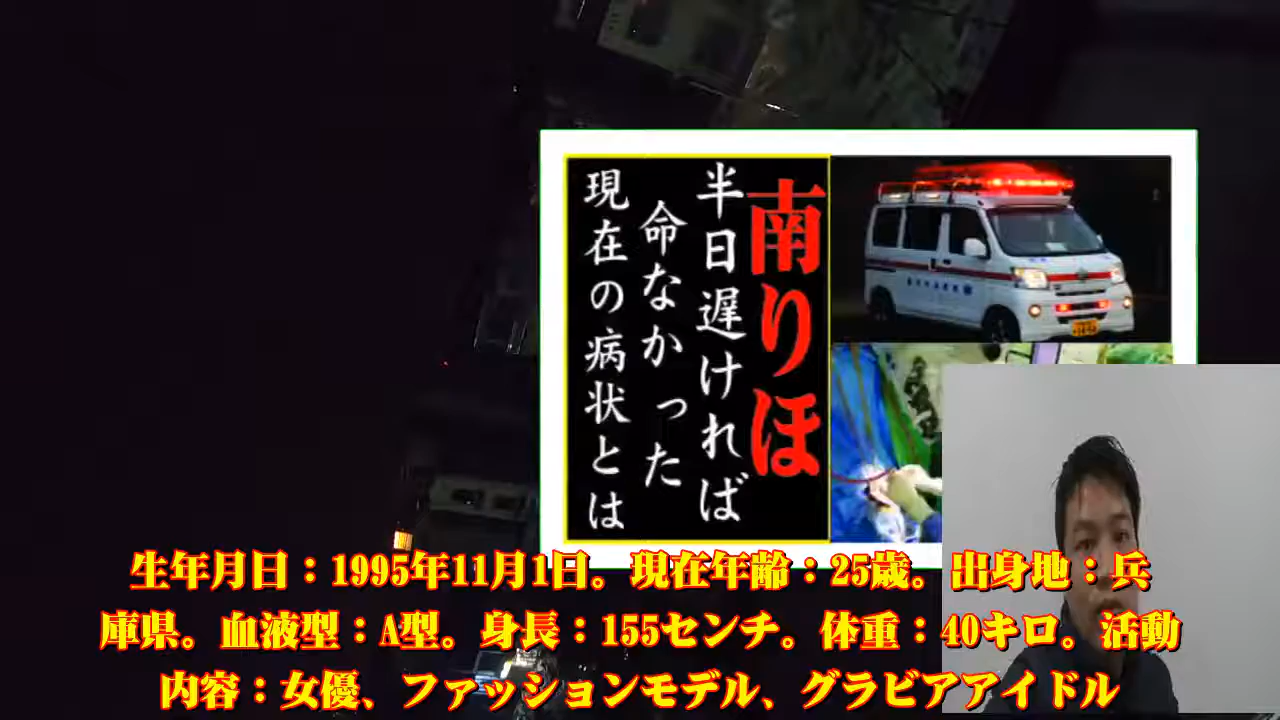 南りほ
半日遅ければ
命なかった
現在の病状とは
生年月日：1995年11月1日。現在年齢：25歳。出身地：兵
庫県。血液型：A型。身長：155センチ。体重：40キロ。活動
内容：女優、ファッションモデル、グラビアアイドル